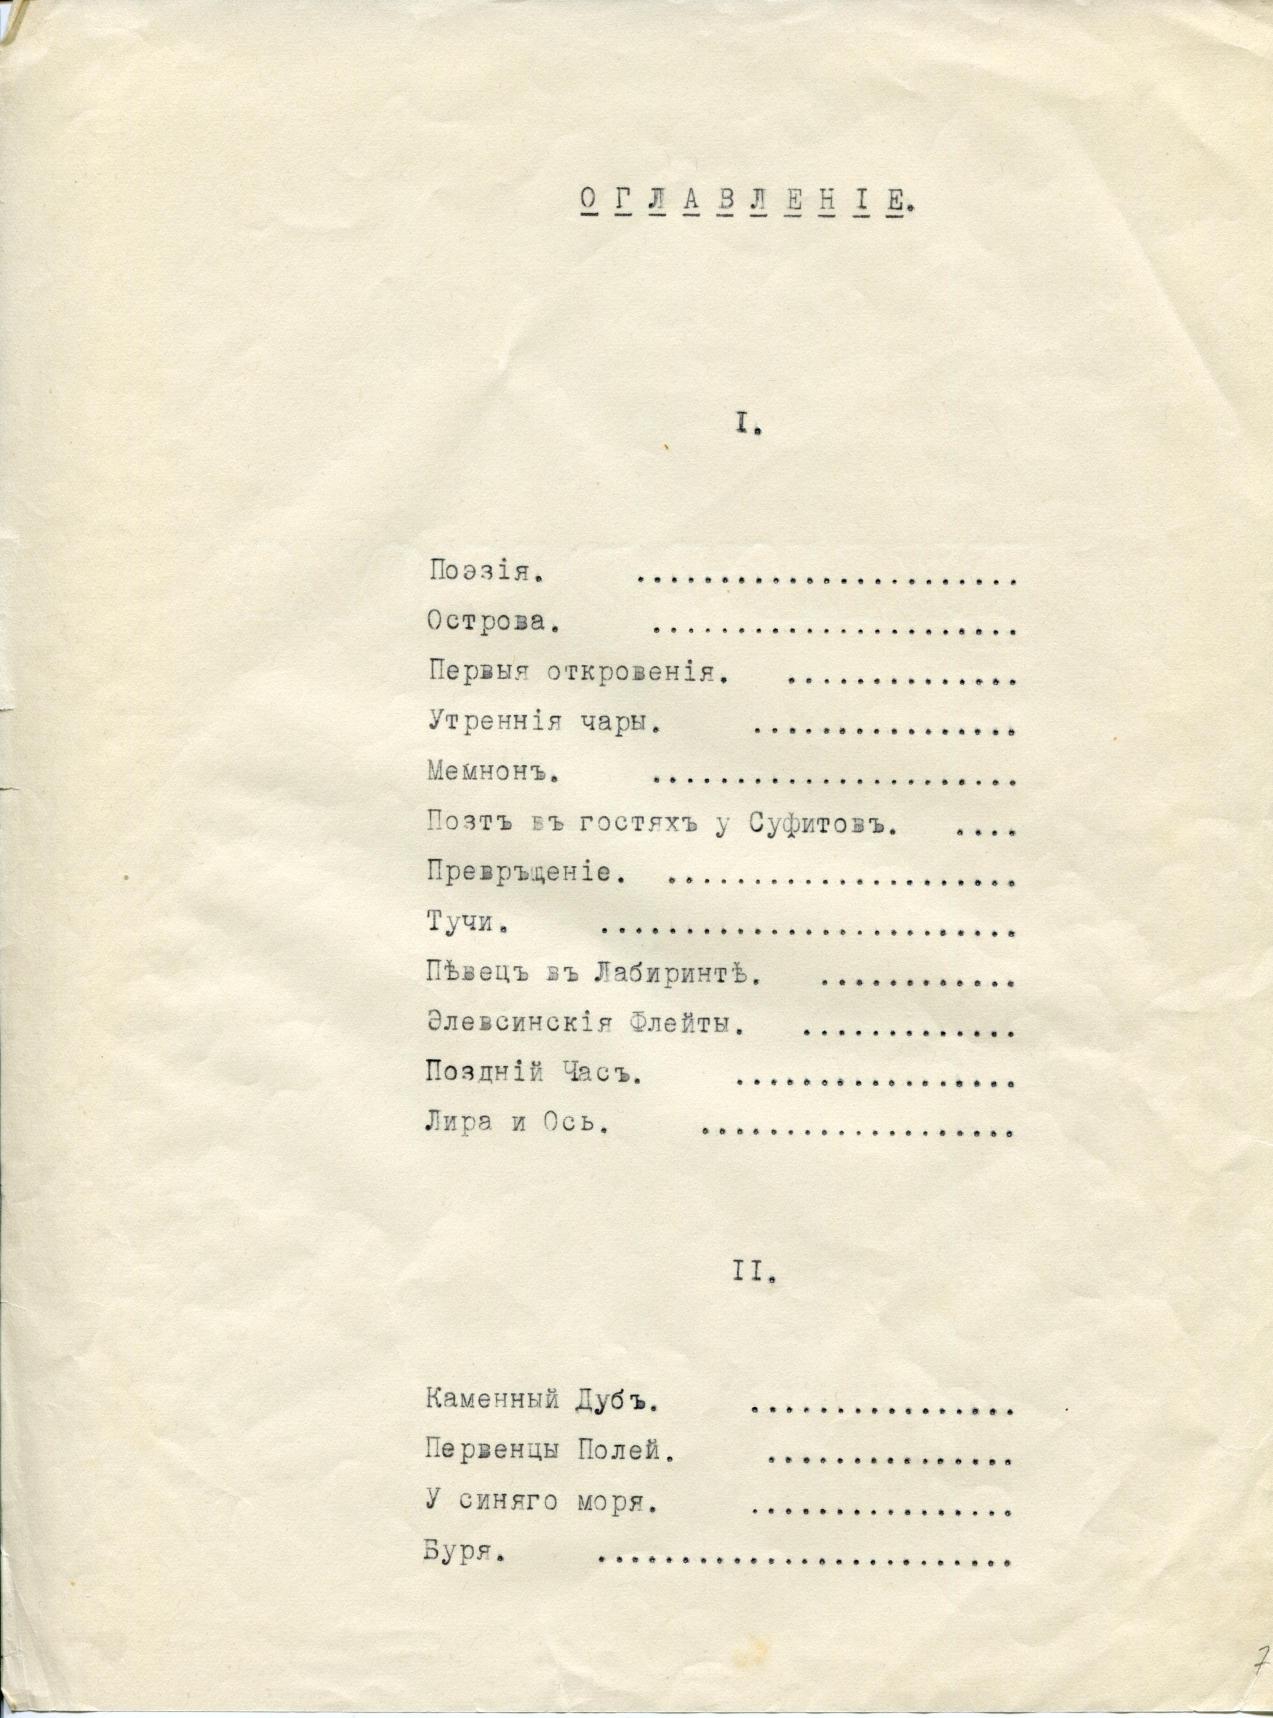 ОГЛАВЛЕНІЕ.
I.
Поэзія. .......................
Острова. ......................
Первыя откровенія. ..............
Утреннія чары. ................
Мемнонъ. ......................
Поэтъ въ гостяхъ у Суфитовъ. ....
Превръщеніе. .....................
Тучи. .........................
Пѣвецъ въ Лабиринтѣ. ............
Элевсинскія Флейты. .............
Поздній Часъ. .................
Лира и Ось. ...................
II.
Каменный Дубъ. ................
Первенцы Полей. ...............
У синяго моря. ................
Буря. .........................
7